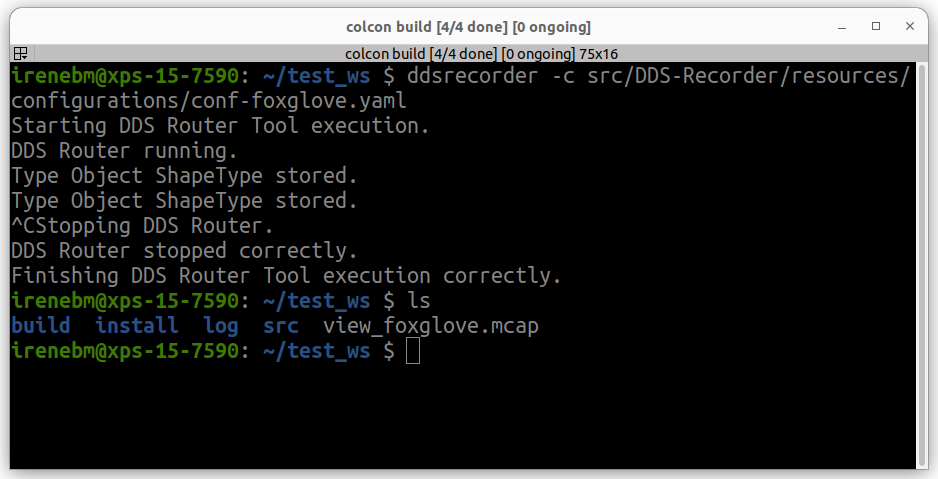 colcon build [4/4 done] [0 ongoing]
colcon build [4/4 done] [0 ongoing] 75x16
irenebm@xps-15-7590: ~/test_ws $ ddsrecorder -c src/DDS-Recorder/resources/
configurations/conf-foxglove.yaml
Starting DDS Router Tool execution.
DDS Router running.
Type Object ShapeType stored.
Type Object ShapeType stored.
^CStopping DDS Router.
DDS Router stopped correctly.
Finishing DDS Router Tool execution correctly.
irenebm@xps-15-7590: ~/test_ws $ ls
build  install  log  src  view_foxglove.mcap
irenebm@xps-15-7590: ~/test_ws $